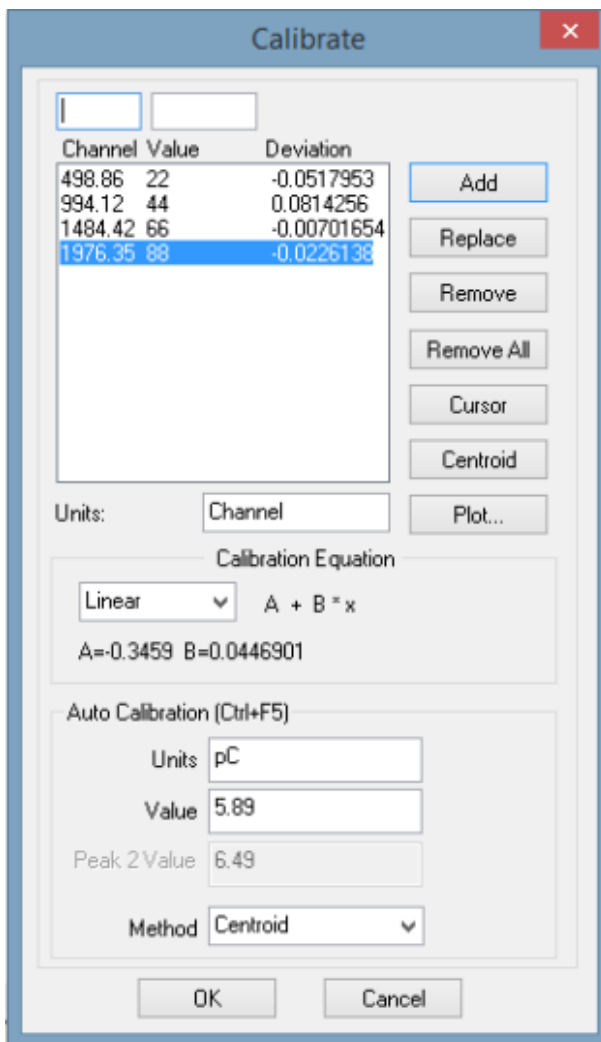 Calibrate
Channel Value Deviation
498.86 22 -0.0517953
994.12 44 0.0814256
1484.42 66 -0.00701654
1976.35 88 -0.0226138
Add
Replace
Remove
Remove All
Cursor
Centroid
Plot...
Units: Channel
Calibration Equation
Linear A + B * x
A=-0.3459 B=0.0446901
Auto Calibration (Ctrl+F5)
Units pC
Value 5.89
Peak 2 Value 6.49
Method Centroid
OK Cancel